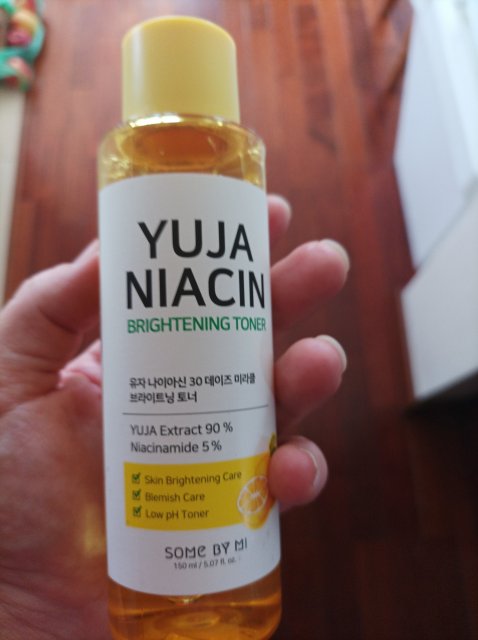 YUJA
NIACIN
BRIGHTENING TONER
유자 나이아신 30 데이즈 미라클
브라이트닝 토너
YUJA Extract 90 %
Niacinamide 5 %
Skin Brightening Care
Blemish Care
Low pH Toner
SOME BY MI
150 ml / 5.07 fl. oz.